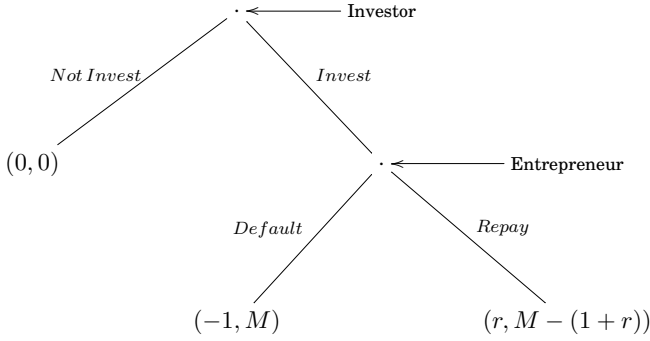 Investor
Not Invest
Invest
(0, 0)
Entrepreneur
Default
Repay
(−1, M)
(r, M − (1 + r))